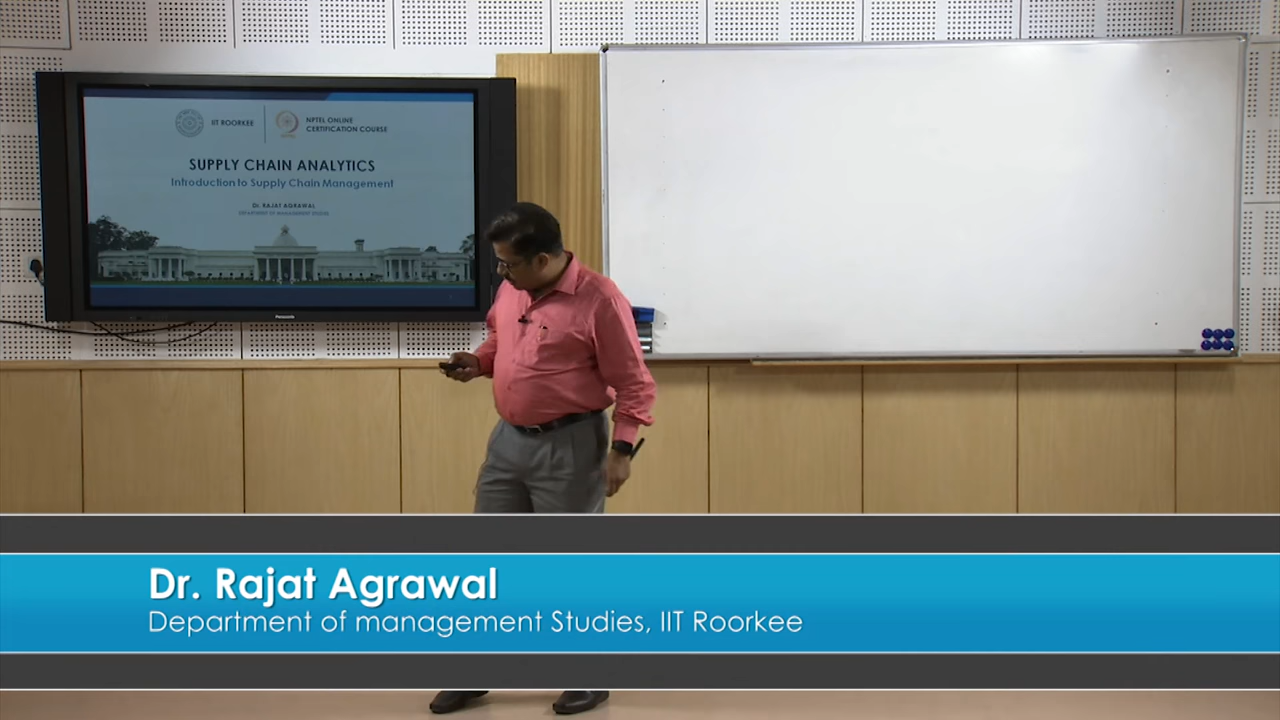 IIT ROORKEE
NPTEL ONLINE
CERTIFICATION COURSE
SUPPLY CHAIN ANALYTICS
Introduction to Supply Chain Management
Dr. RAJAT AGRAWAL
DEPARTMENT OF MANAGEMENT STUDIES
Panasonic
Dr. Rajat Agrawal
Department of management Studies, IIT Roorkee